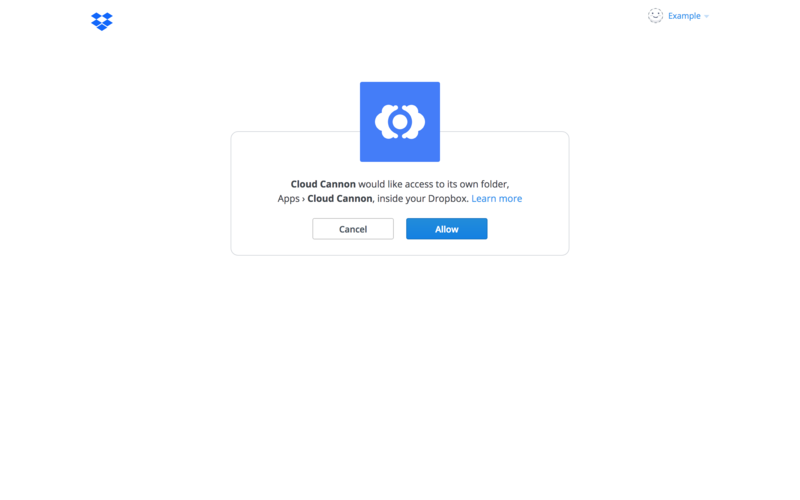 Example
Cloud Cannon would like access to its own folder,
Apps › Cloud Cannon, inside your Dropbox. Learn more
Cancel
Allow